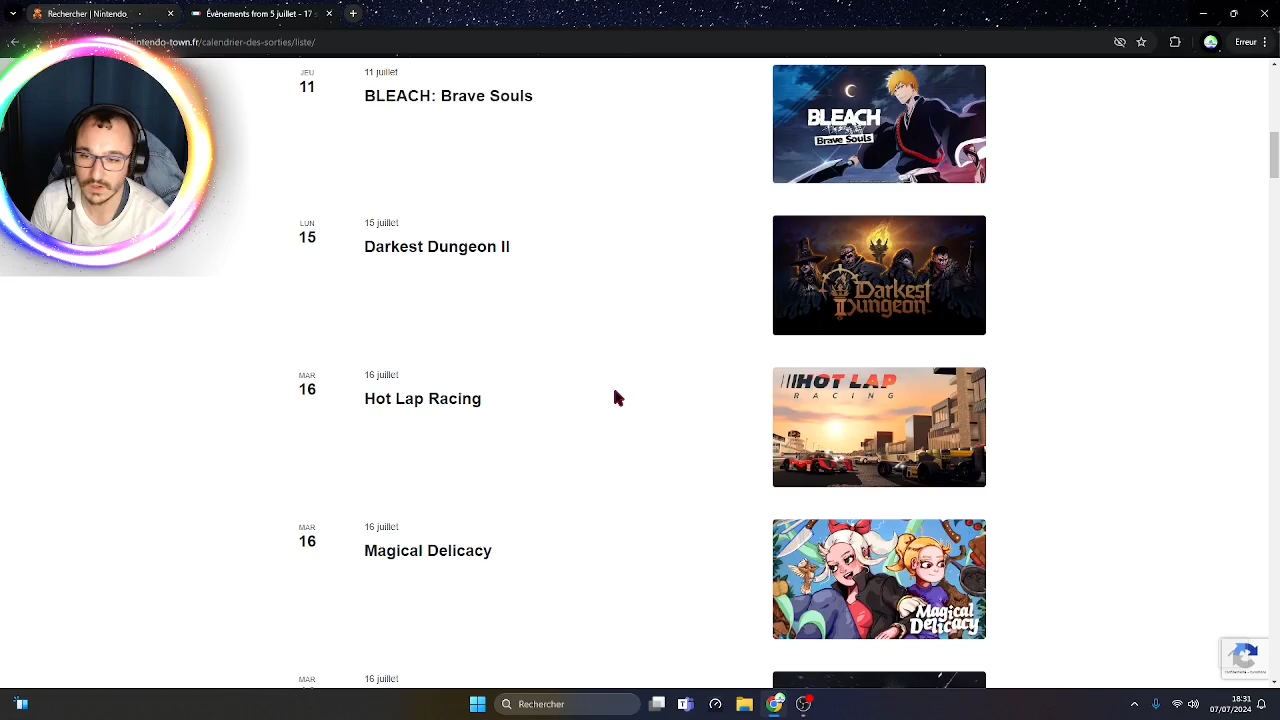 Rechercher | Nintendo
Évènements from 5 juillet - 17 s
intendo-town.fr/calendrier-des-sorties/liste/
Erreur
JEU
11
11 juillet
BLEACH: Brave Souls
BLEACH
Brave Souls
LUN
15
15 juillet
Darkest Dungeon II
Darkest
Dungeon
MAR
16
16 juillet
Hot Lap Racing
HOT LAP
RACING
MAR
16
16 juillet
Magical Delicacy
Magical
Delicacy
MAR
16 juillet
Rechercher
18:31
07/07/2024